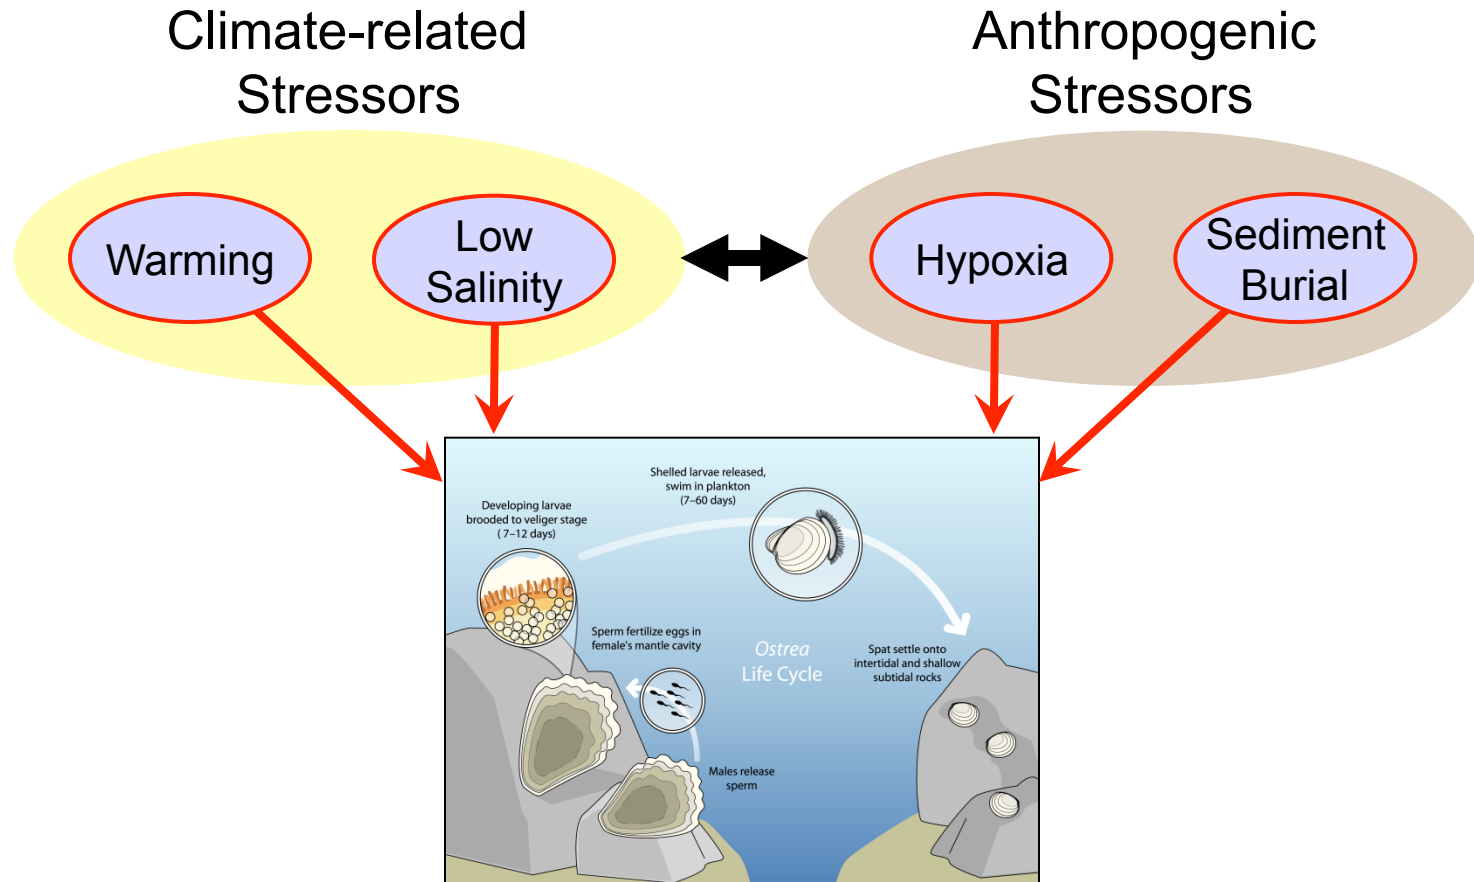 Climate-related
Stressors
Anthropogenic
Stressors
Warming
Low
Salinity
Hypoxia
Sediment
Burial
Shelled larvae released,
swim in plankton
(7–60 days)
Developing larvae
brooded to veliger stage
( 7–12 days)
Sperm fertilize eggs in
female's mantle cavity
Ostrea
Life Cycle
Spat settle onto
intertidal and shallow
subtidal rocks
Males release
sperm